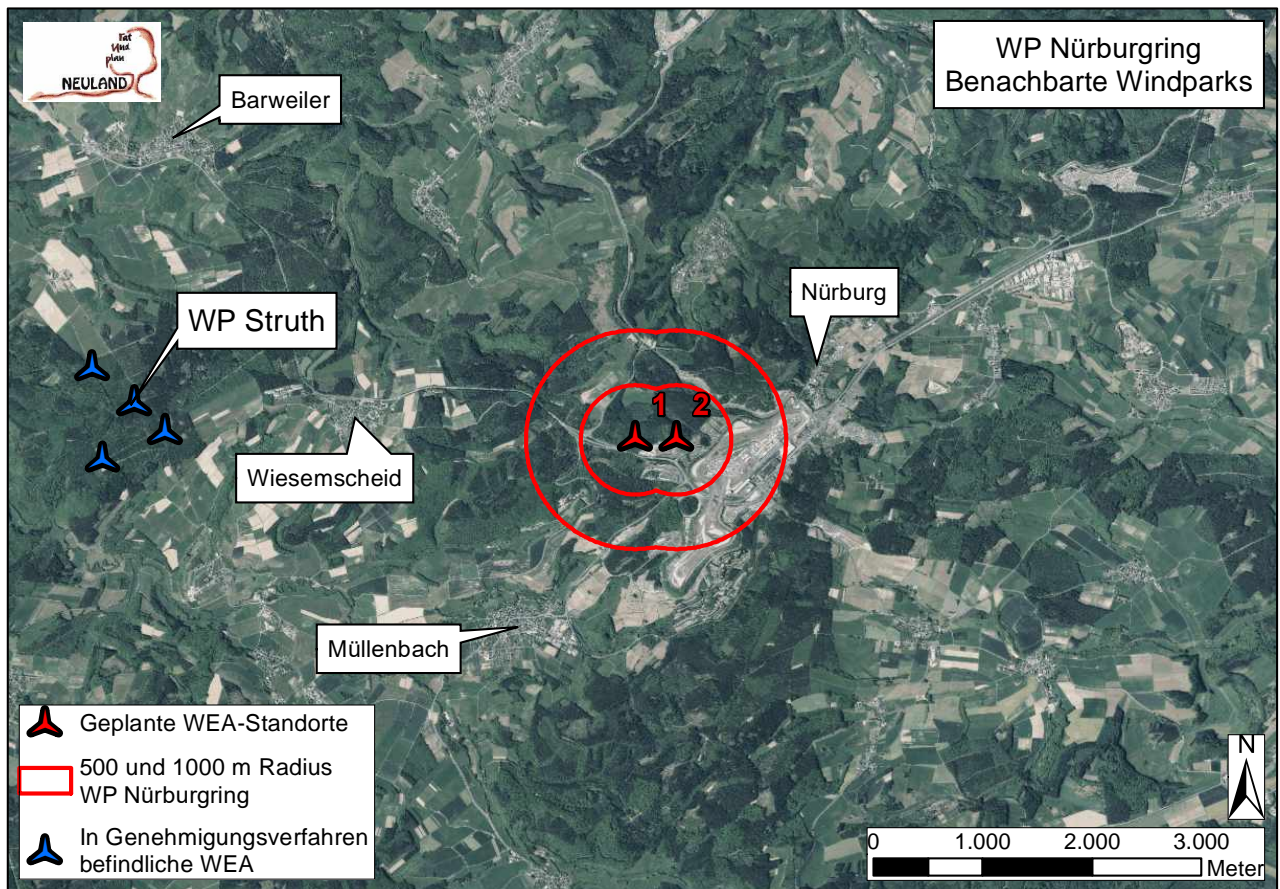 Tat
Und
plan
NEULAND
WP Nürburgring
Benachbarte Windparks
Barweiler
Nürburg
WP Struth
1 2
Wiesemscheid
Müllenbach
Geplante WEA-Standorte
500 und 1000 m Radius
WP Nürburgring
In Genehmigungsverfahren
befindliche WEA
N
0 1.000 2.000 3.000
Meter